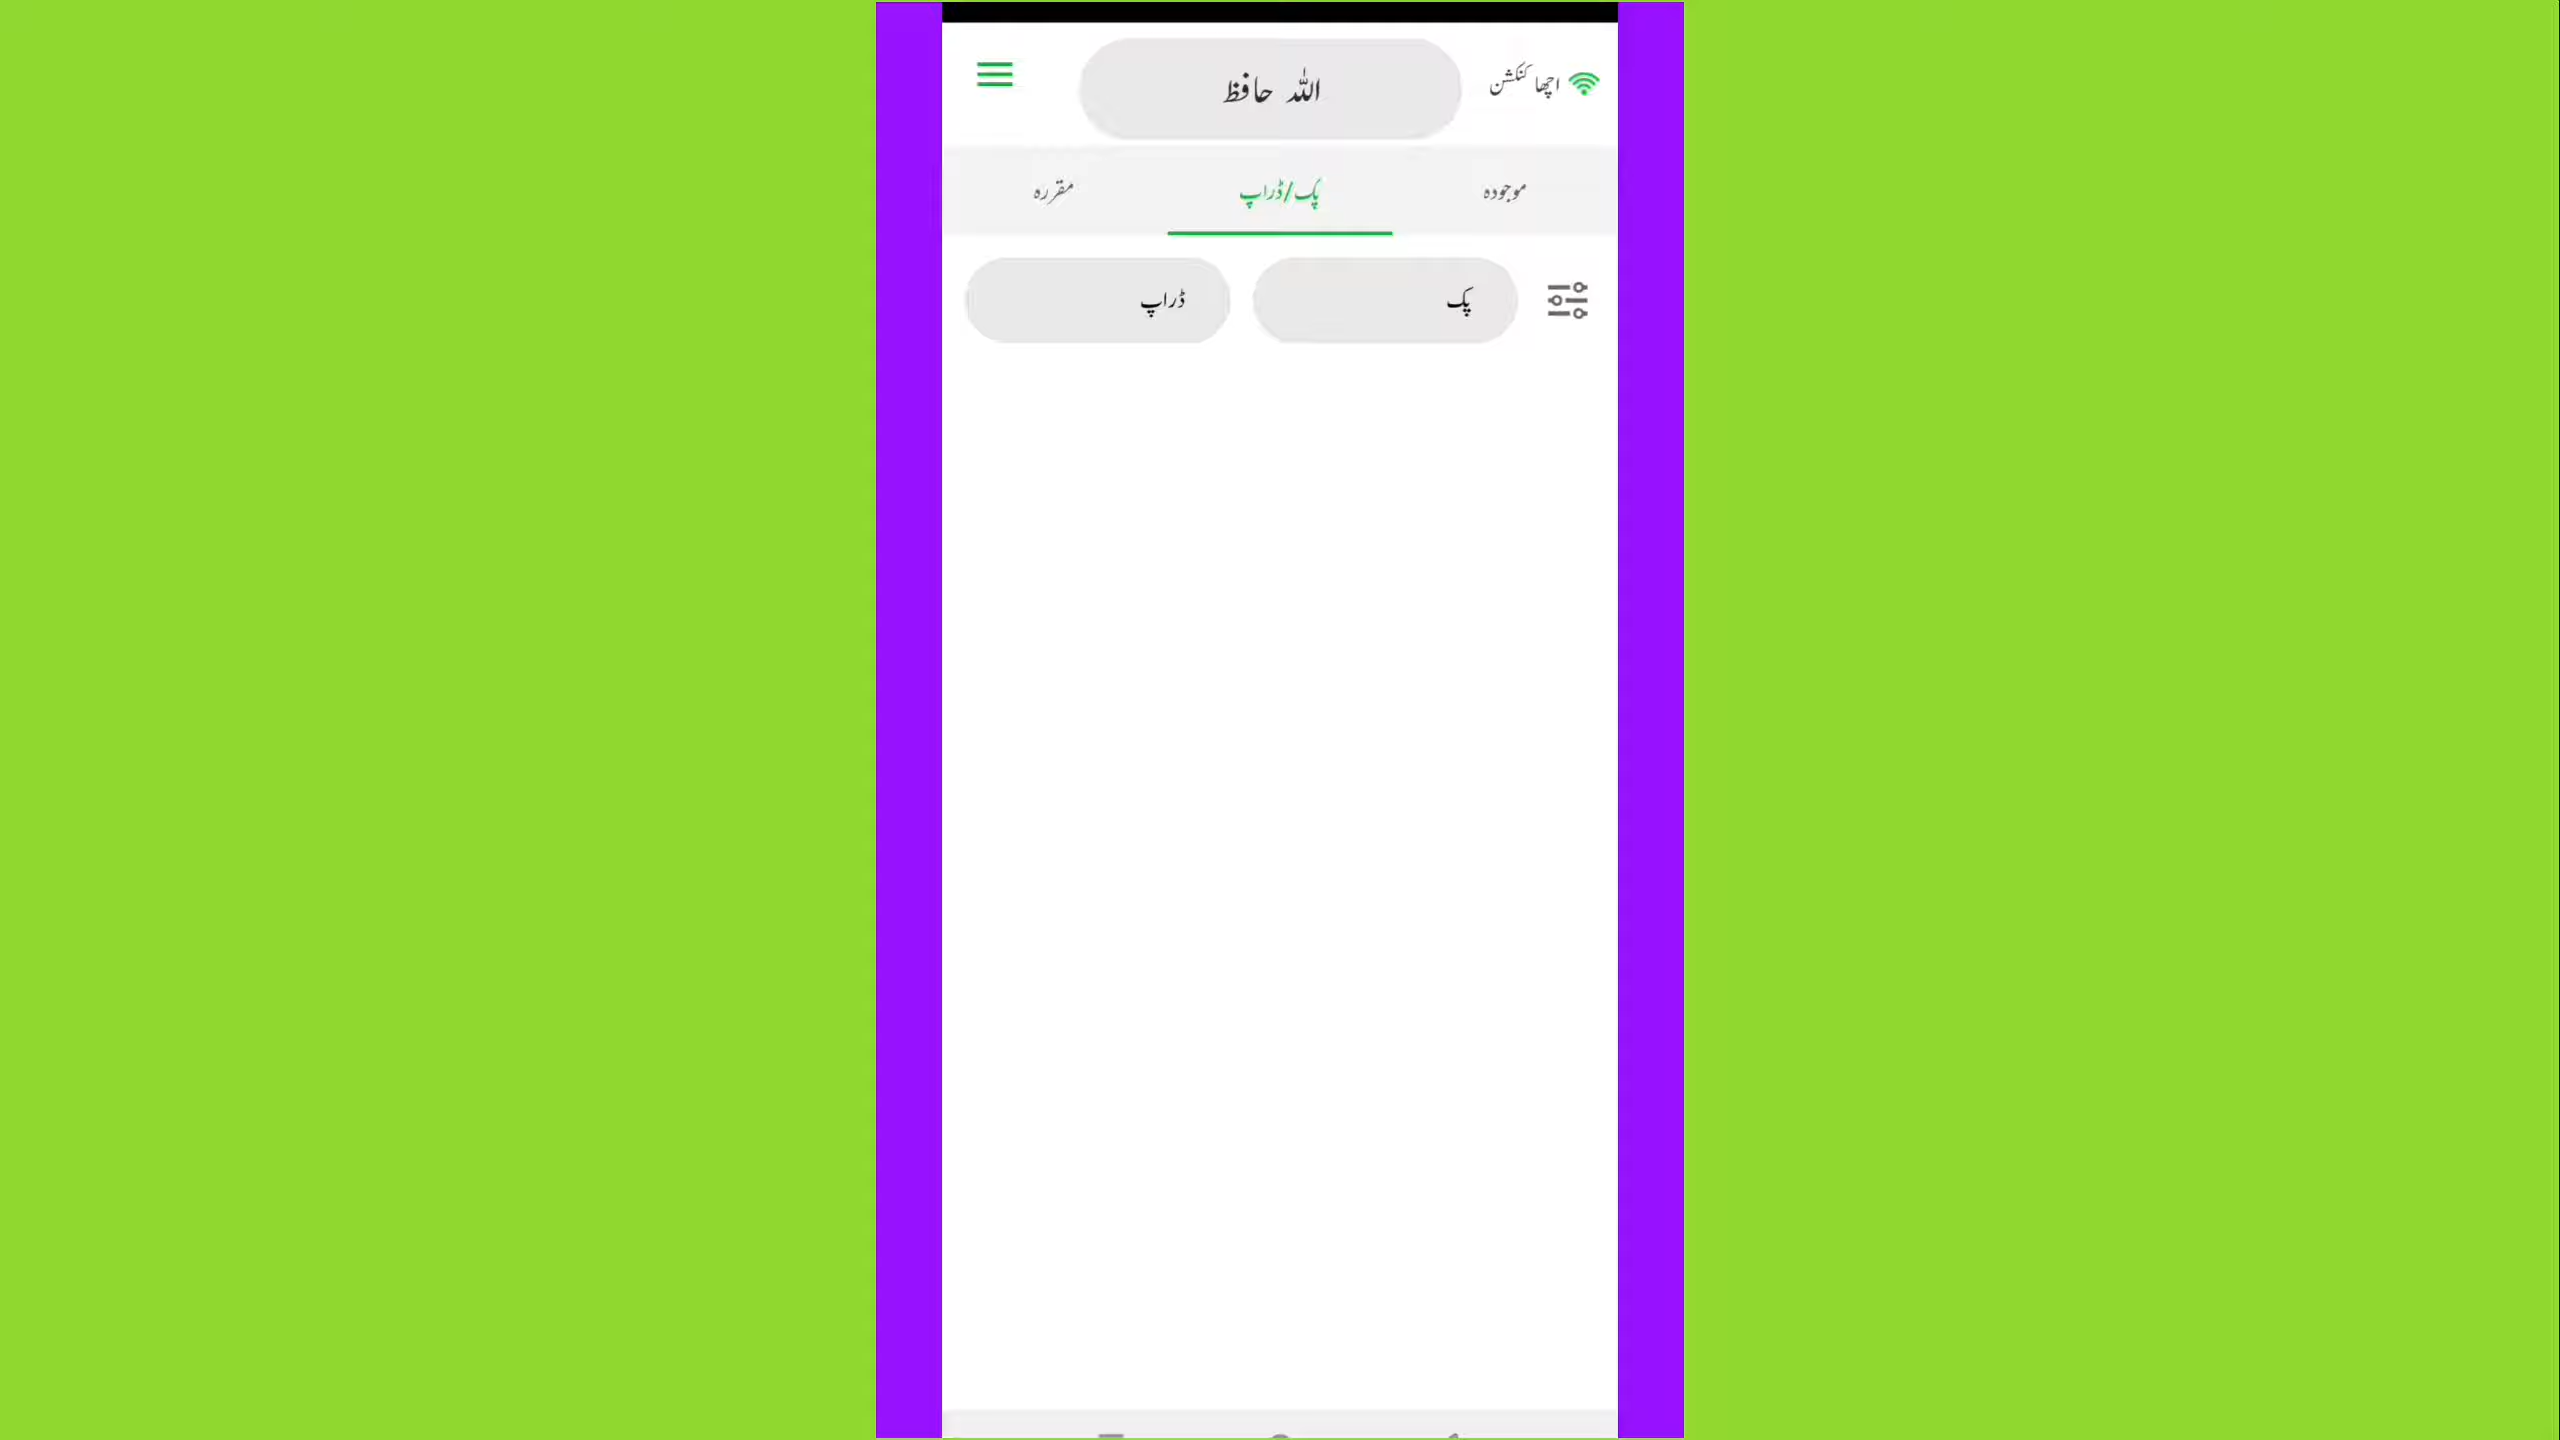 اچھا کنکشن
اللہ حافظ
موجودہ
پک/ڈراپ
مقررہ
پک
ڈراپ